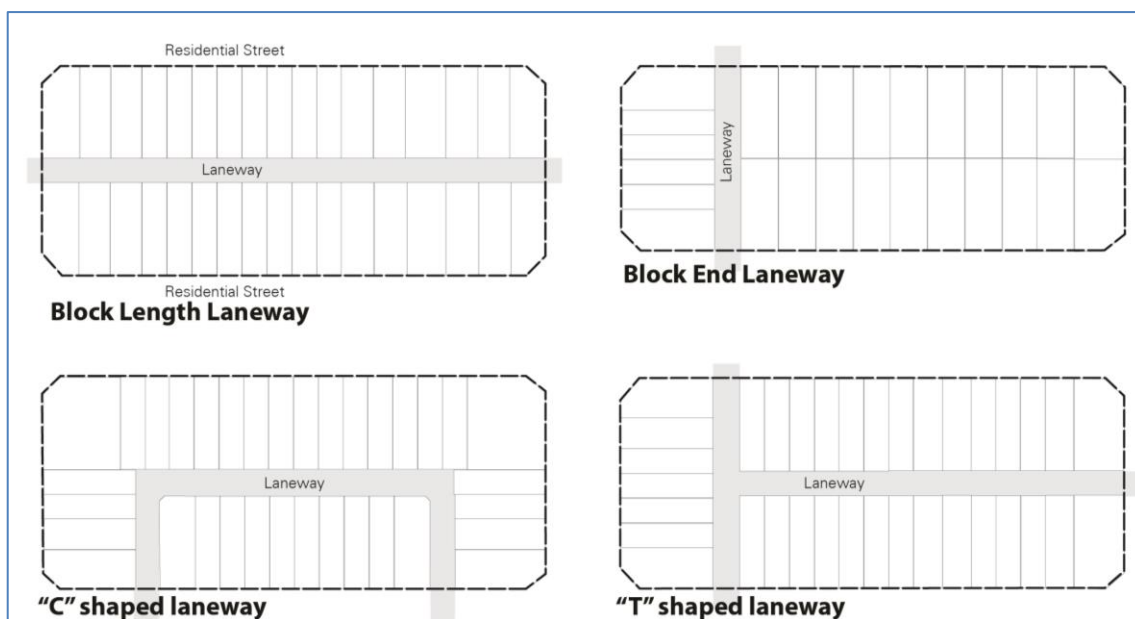 Residential Street
Laneway
Residential Street
Block Length Laneway
Laneway
Block End Laneway
Laneway
“C” shaped laneway
Laneway
“T” shaped laneway